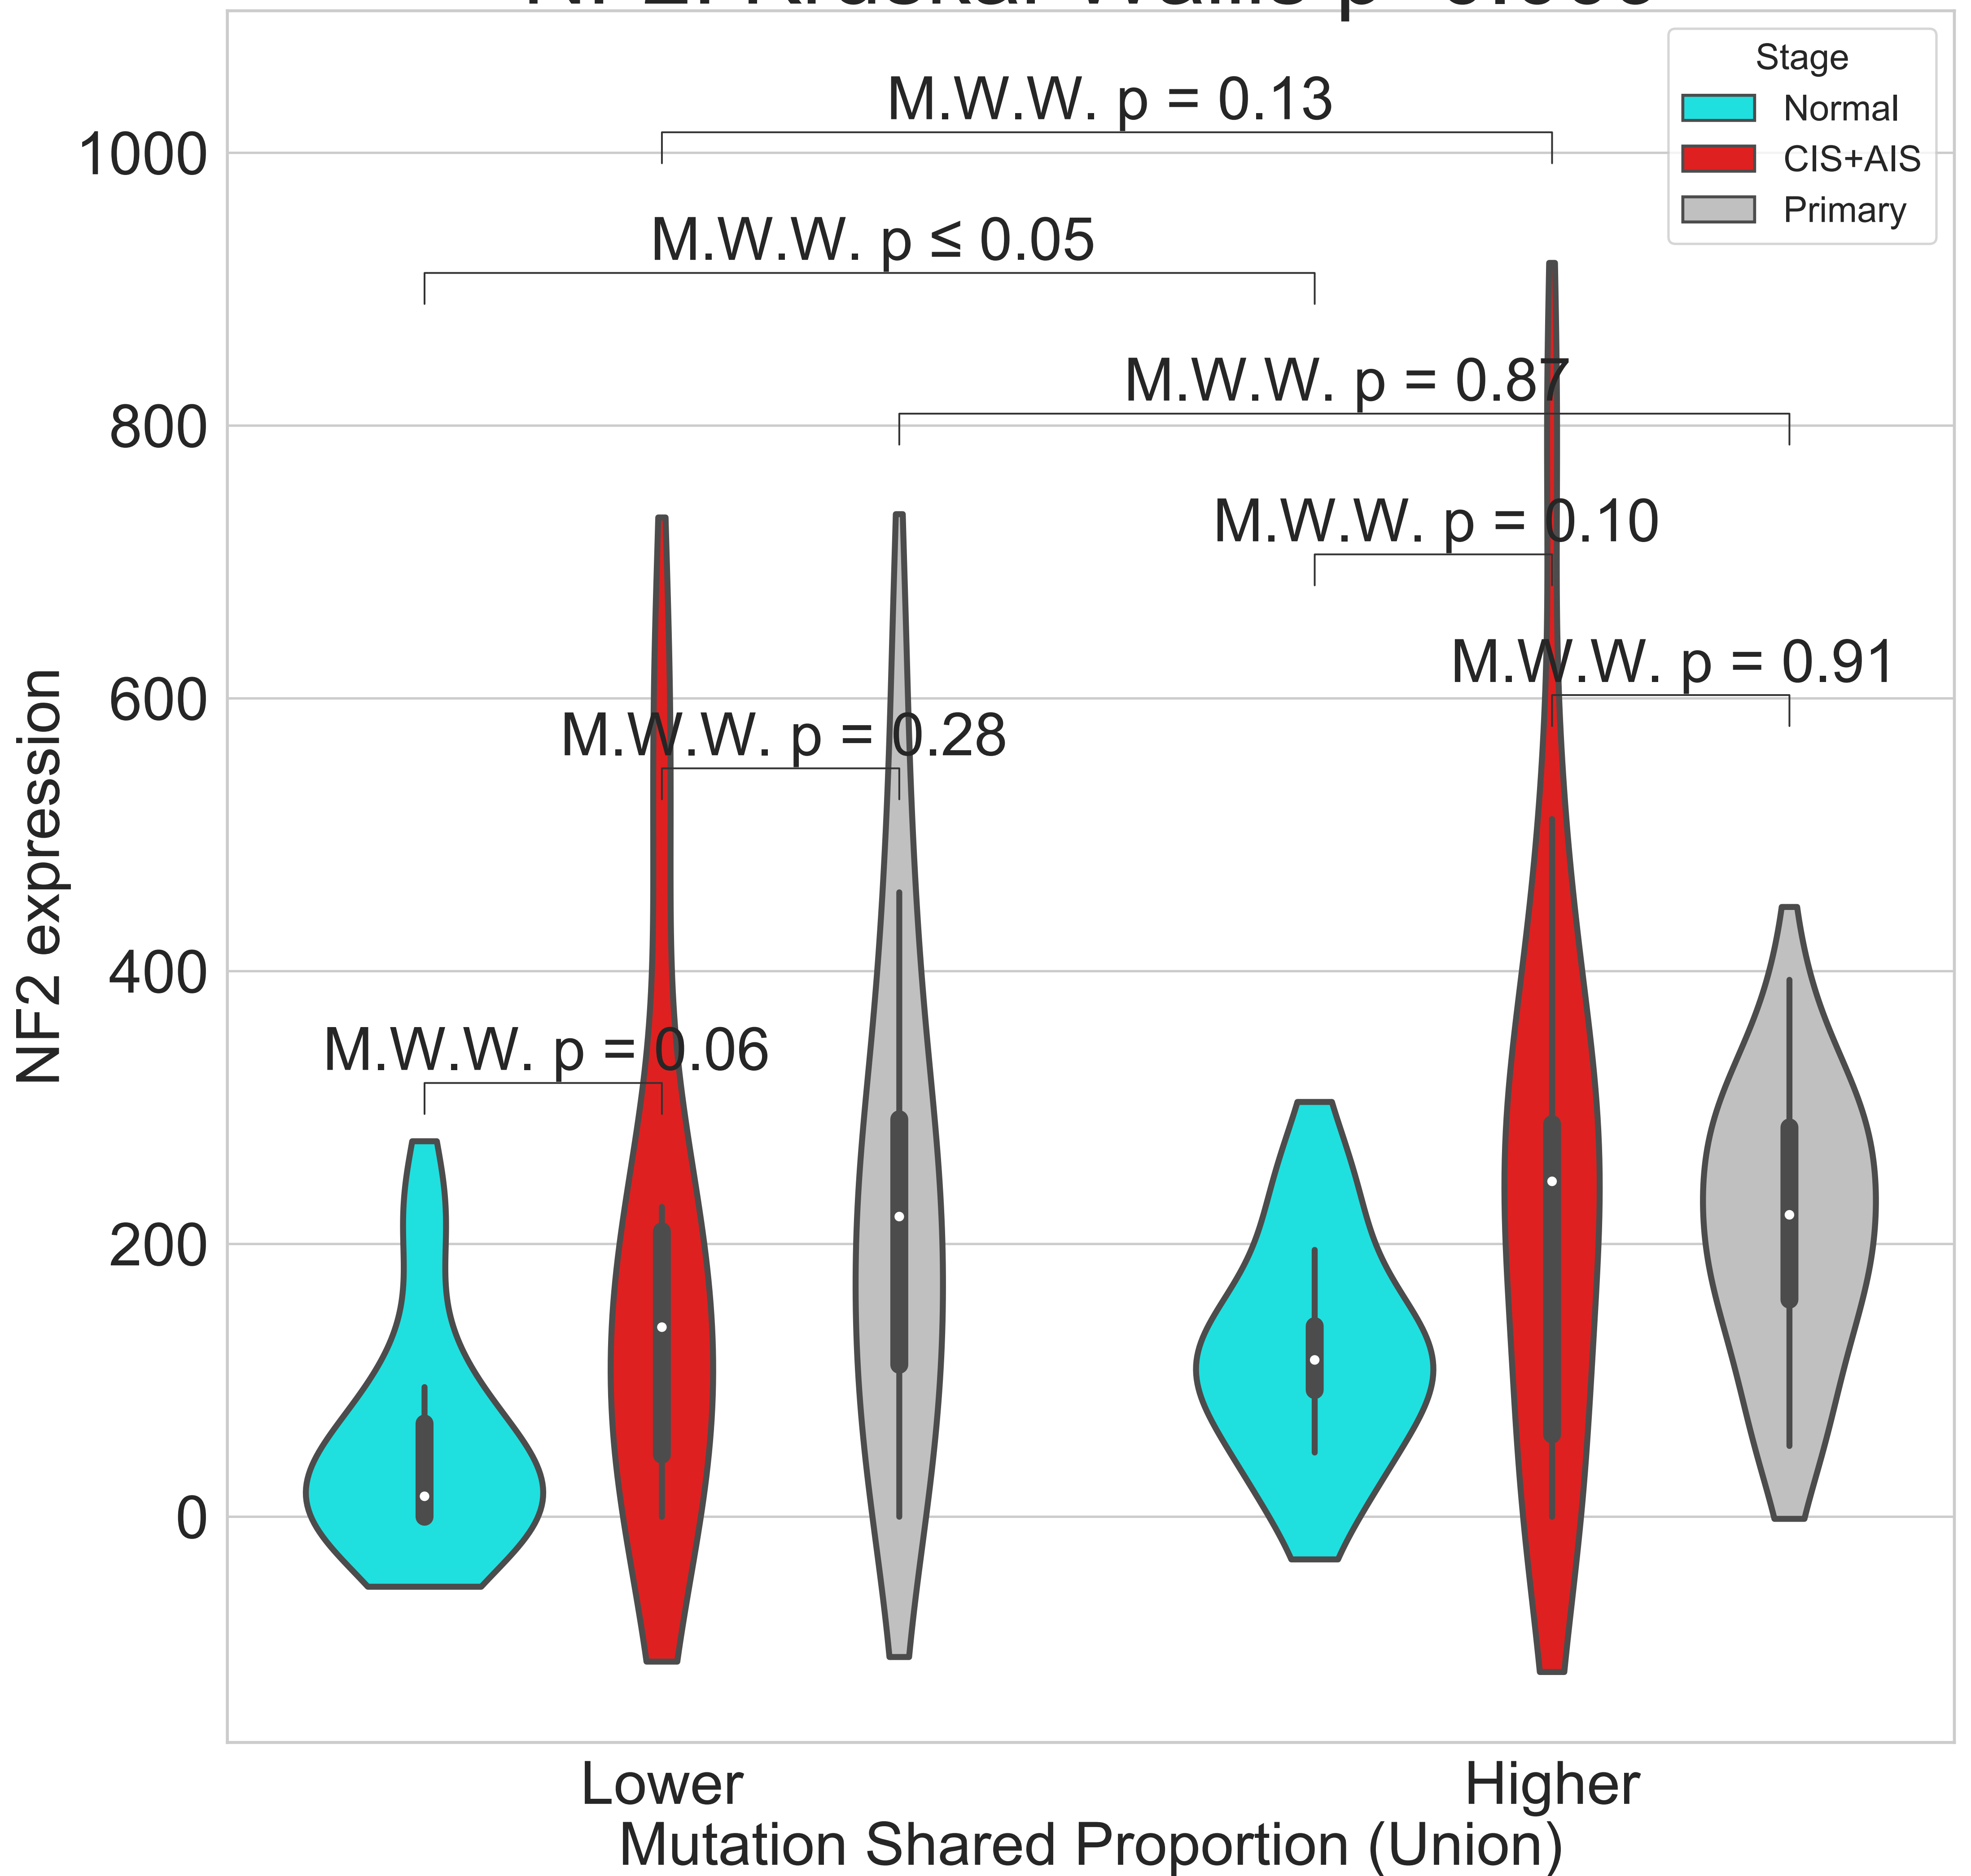 Stage
Normal
CIS+AIS
Primary
M.W.W. p = 0.13
M.W.W. p ≤ 0.05
M.W.W. p = 0.87
M.W.W. p = 0.10
M.W.W. p = 0.91
M.W.W. p = 0.28
M.W.W. p = 0.06
1000
800
600
400
200
0
NF2 expression
Lower
Higher
Mutation Shared Proportion (Union)